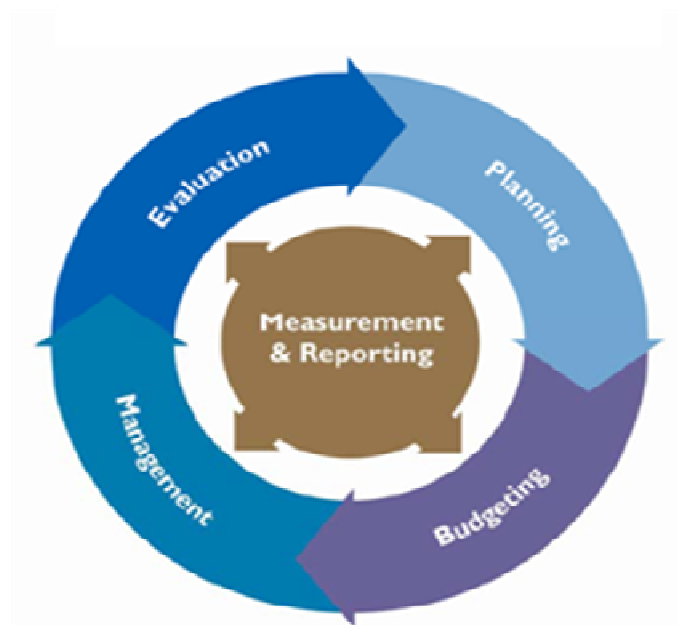 Evaluation
Planning
Measurement
& Reporting
Management
Budgeting